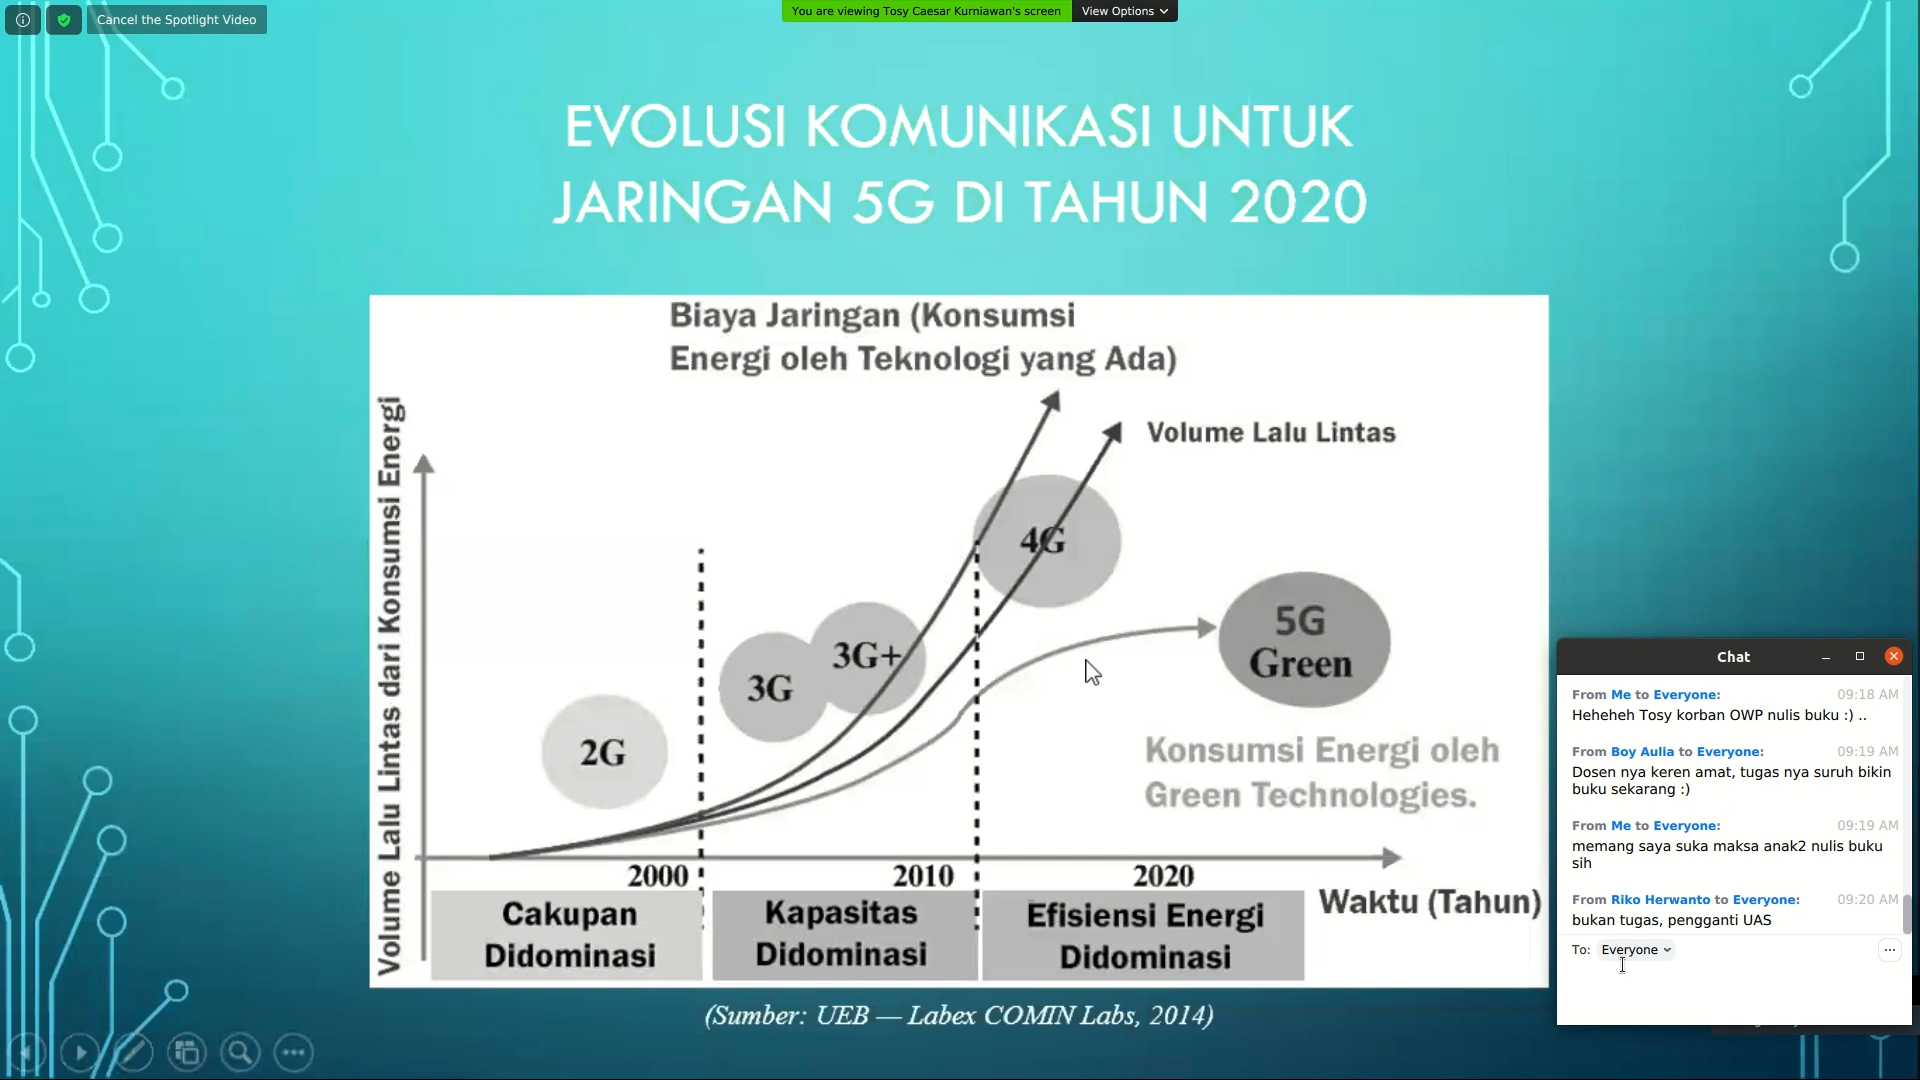 Cancel the Spotlight Video
You are viewing Tosy Caesar Kurniawan's screen
View Options
EVOLUSI KOMUNIKASI UNTUK
JARINGAN 5G DI TAHUN 2020
Biaya Jaringan (Konsumsi
Energi oleh Teknologi yang Ada)
Volume Lalu Lintas
Volume Lalu Lintas dari Konsumsi Energi
4G
3G+
3G
2G
5G
Green
Konsumsi Energi oleh
Green Technologies.
2000
2010
2020
Waktu (Tahun)
Cakupan
Didominasi
Kapasitas
Didominasi
Efisiensi Energi
Didominasi
(Sumber: UEB — Labex COMIN Labs, 2014)
Chat
From Me to Everyone: 09:18 AM
Heheheh Tosy korban OWP nulis buku :) ..
From Boy Aulia to Everyone: 09:19 AM
Dosen nya keren amat, tugas nya suruh bikin
buku sekarang :)
From Me to Everyone: 09:19 AM
memang saya suka maksa anak2 nulis buku
sih
From Riko Herwanto to Everyone: 09:20 AM
bukan tugas, pengganti UAS
To: Everyone